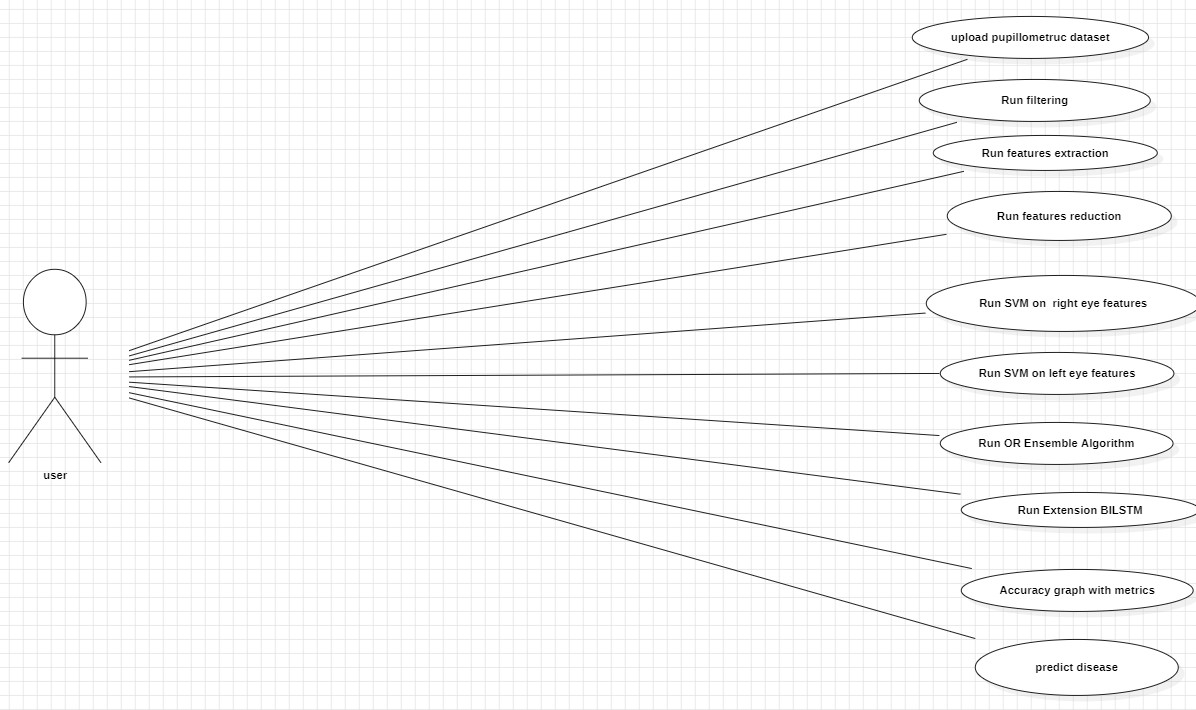 upload pupillometruc dataset
Run filtering
Run features extraction
Run features reduction
Run SVM on  right eye features
Run SVM on left eye features
Run OR Ensemble Algorithm
Run Extension BILSTM
Accuracy graph with metrics
predict disease
user